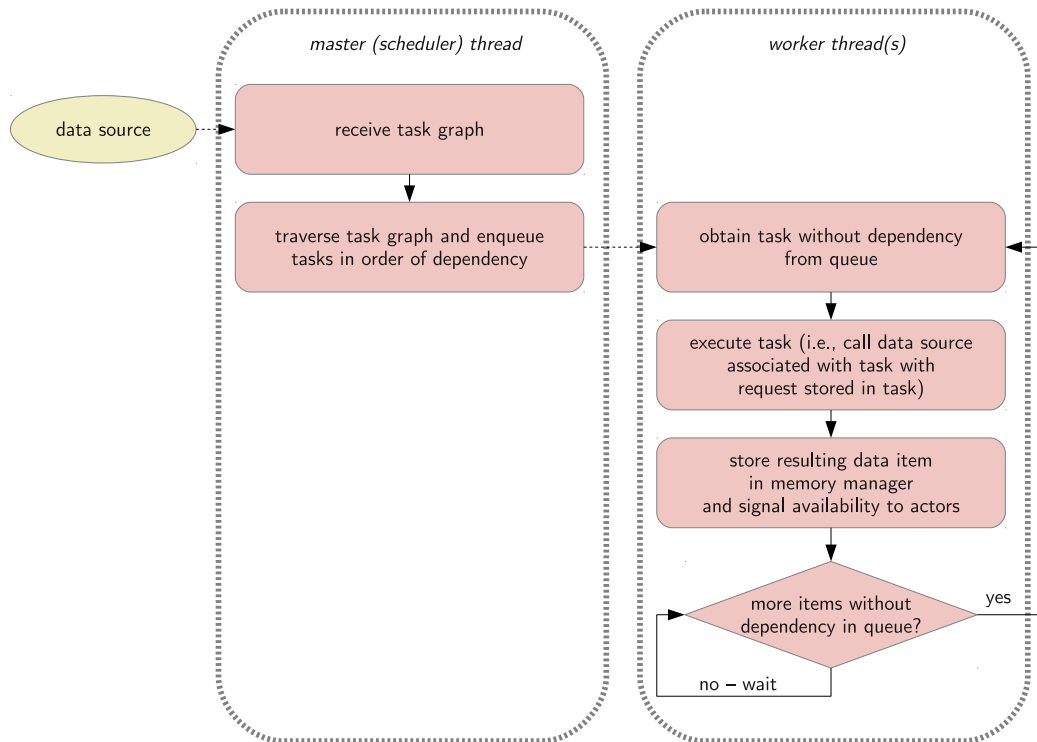 master (scheduler) thread
worker thread(s)
data source
receive task graph
traverse task graph and enqueue
tasks in order of dependency
obtain task without dependency
from queue
execute task (i.e., call data source
associated with task with
request stored in task)
store resulting data item
in memory manager
and signal availability to actors
more items without
dependency in queue?
yes
no – wait